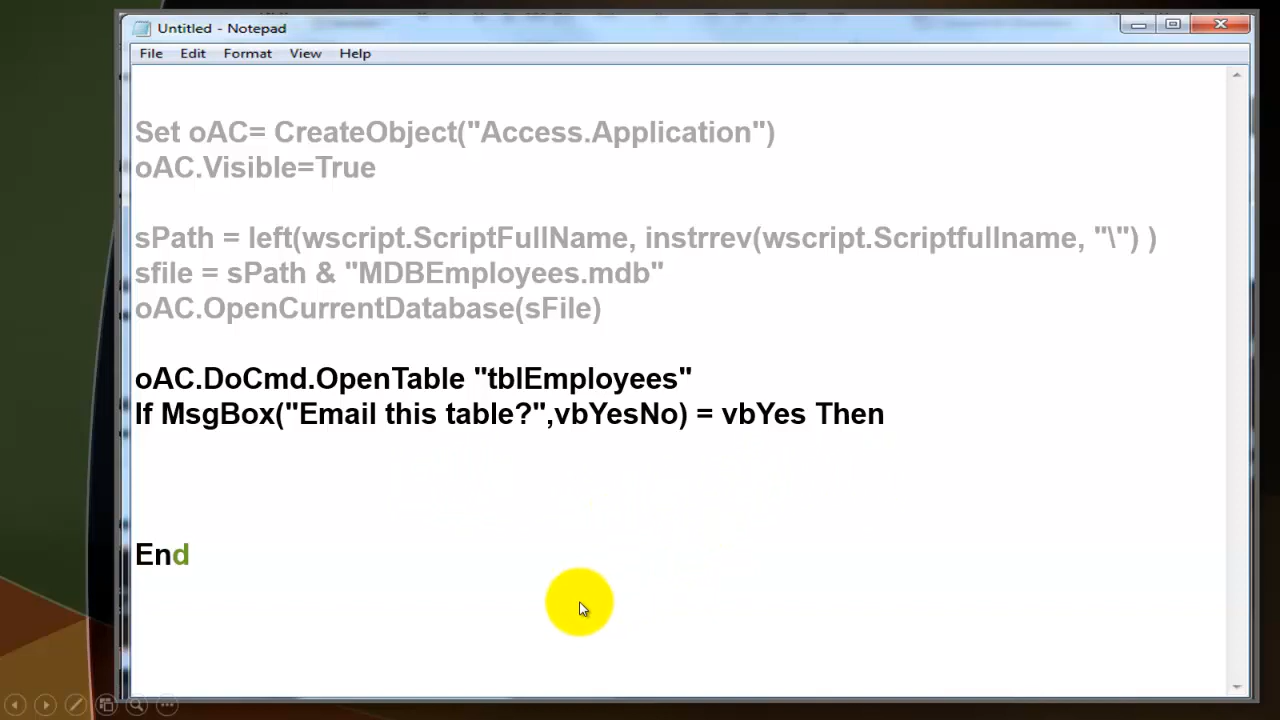 Untitled - Notepad
File Edit Format View Help
Set oAC= CreateObject("Access.Application")
oAC.Visible=True
sPath = left(wscript.ScriptFullName, instrrev(wscript.Scriptfullname, "\") )
sfile = sPath & "MDBEmployees.mdb"
oAC.OpenCurrentDatabase(sFile)
oAC.DoCmd.OpenTable "tblEmployees"
If MsgBox("Email this table?",vbYesNo) = vbYes Then
End